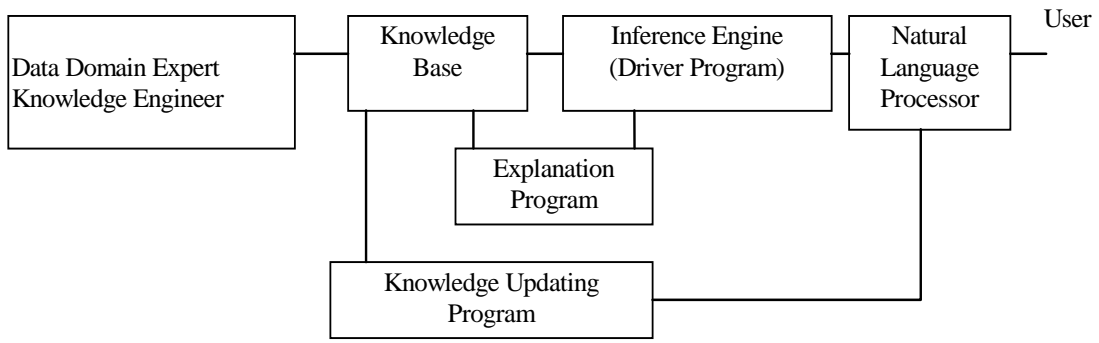 User
Data Domain Expert
Knowledge Engineer
Knowledge
Base
Inference Engine
(Driver Program)
Natural
Language
Processor
Explanation
Program
Knowledge Updating
Program